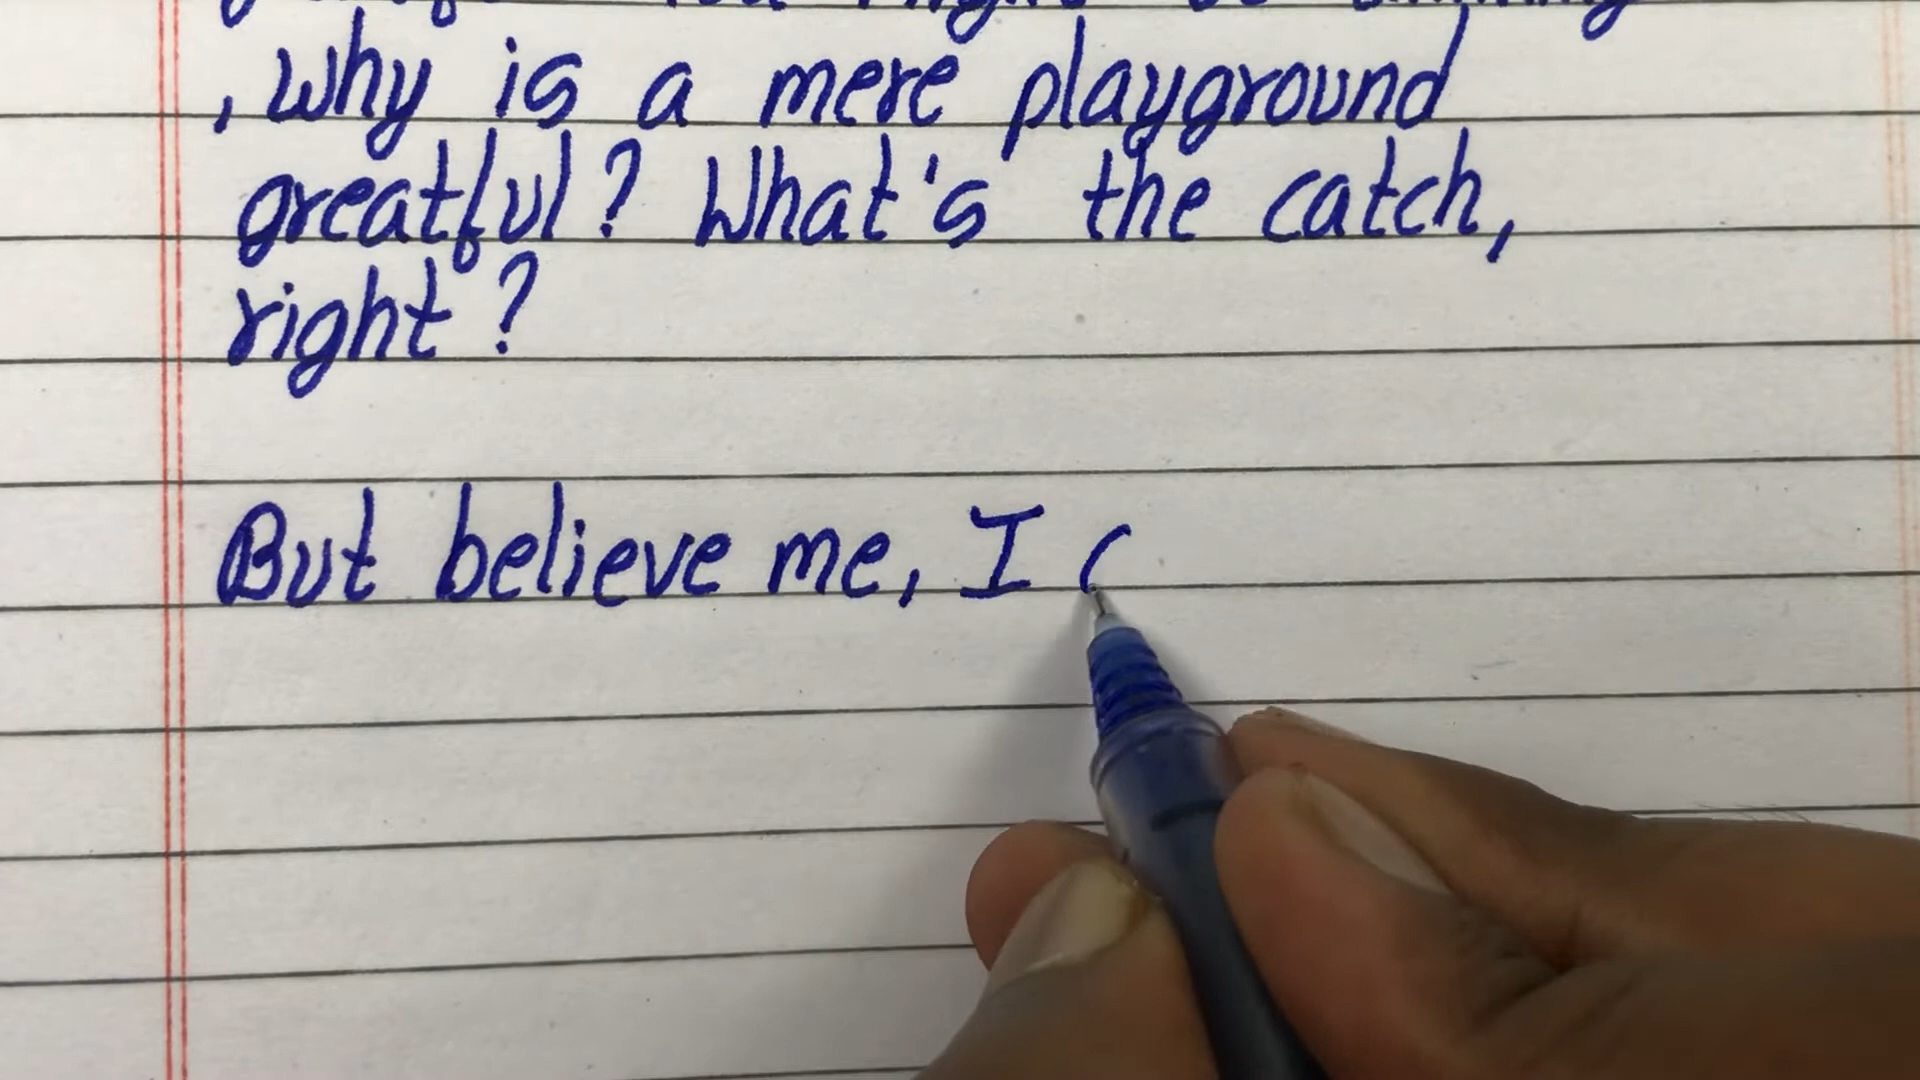 , why is a mere playground
greatful? What's the catch,
right?
But believe me, I